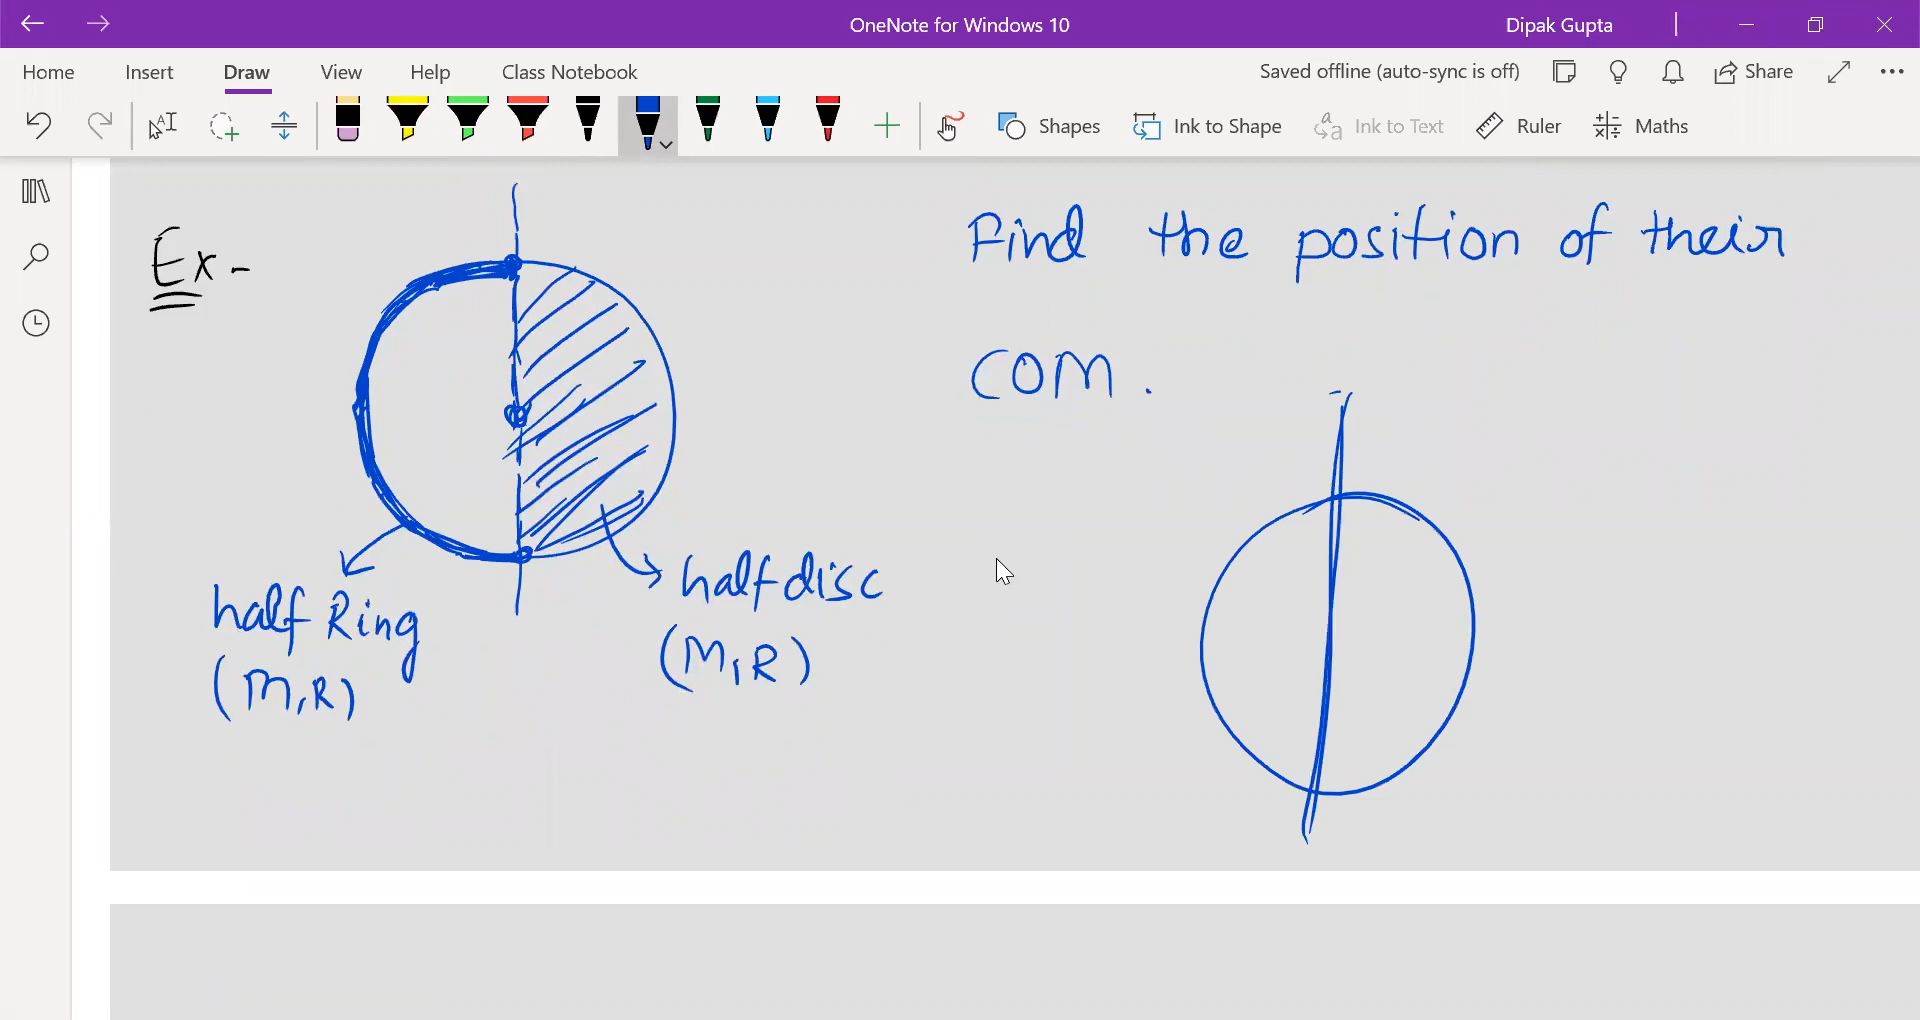 OneNote for Windows 10
Dipak Gupta
Home Insert Draw View Help Class Notebook
Saved offline (auto-sync is off)
Share
Shapes
Ink to Shape
Ink to Text
Ruler
Maths
Ex-
Find the position of their
COM.
half Ring
(M,R)
half disc
(M,R)